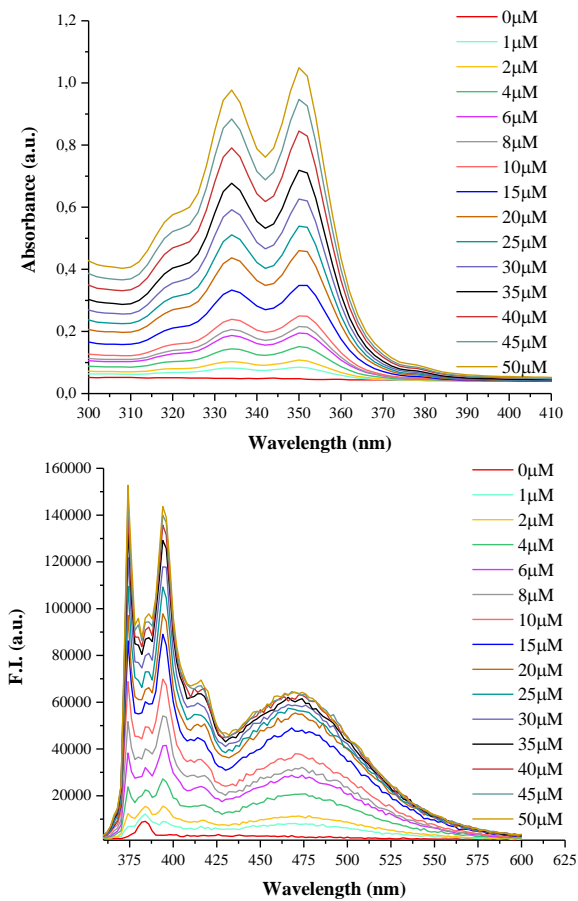 1,2
1,0
0,8
0,6
0,4
0,2
0,0
Absorbance (a.u.)
300 310 320 330 340 350 360 370 380 390 400 410
Wavelength (nm)
0μM
1μM
2μM
4μM
6μM
8μM
10μM
15μM
20μM
25μM
30μM
35μM
40μM
45μM
50μM
160000
140000
120000
100000
80000
60000
40000
20000
F.I. (a.u.)
375 400 425 450 475 500 525 550 575 600 625
Wavelength (nm)
0μM
1μM
2μM
4μM
6μM
8μM
10μM
15μM
20μM
25μM
30μM
35μM
40μM
45μM
50μM